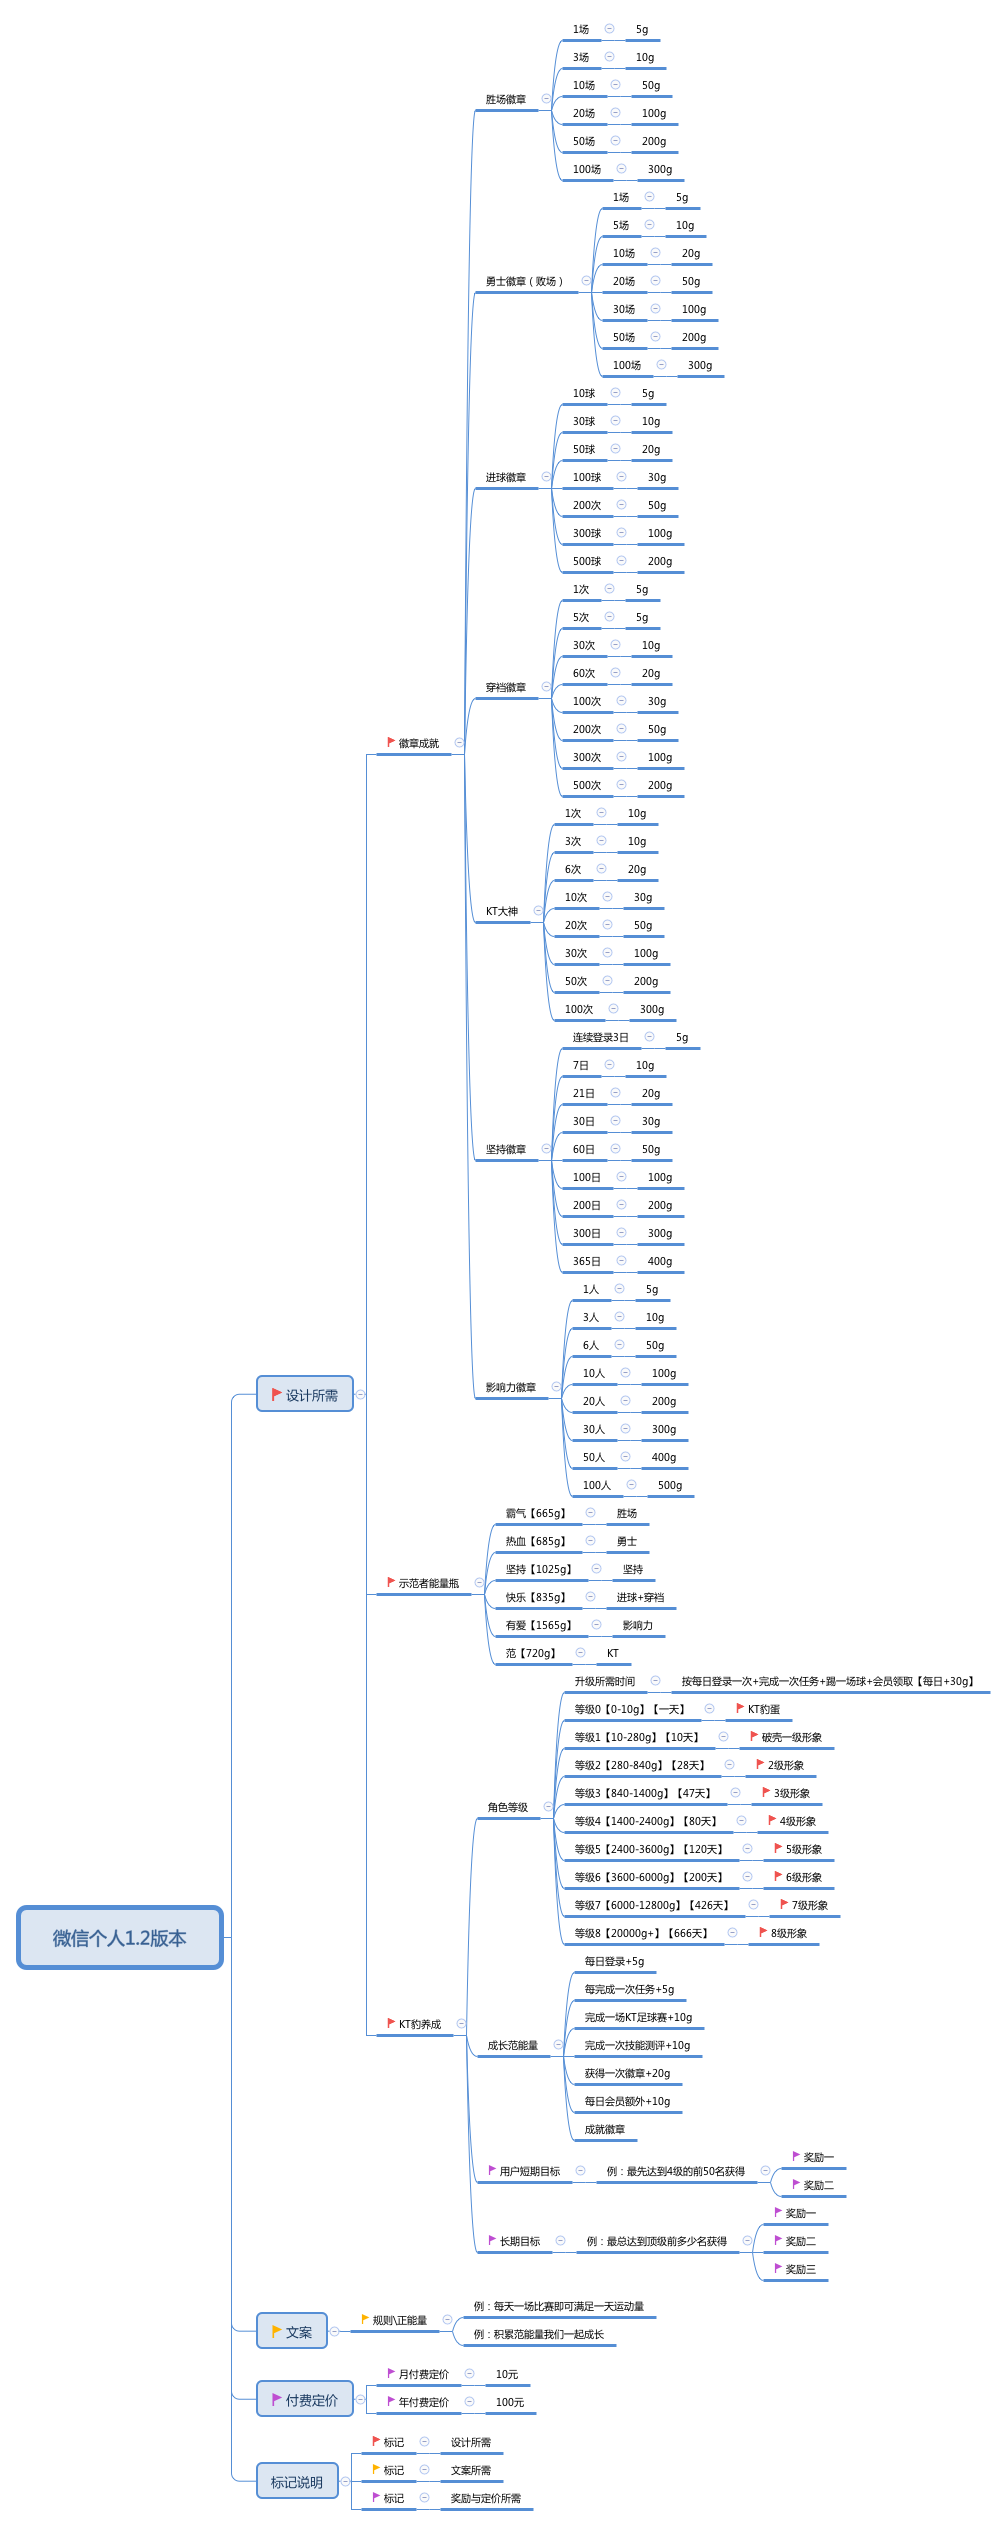 微信个人1.2版本
设计所需
徽章成就
胜场徽章
1场 5g
3场 10g
10场 50g
20场 100g
50场 200g
100场 300g
勇士徽章（败场）
1场 5g
5场 10g
10场 20g
20场 50g
30场 100g
50场 200g
100场 300g
进球徽章
10球 5g
30球 10g
50球 20g
100球 30g
200次 50g
300球 100g
500球 200g
穿裆徽章
1次 5g
5次 5g
30次 10g
60次 20g
100次 30g
200次 50g
300次 100g
500次 200g
KT大神
1次 10g
3次 10g
6次 20g
10次 30g
20次 50g
30次 100g
50次 200g
100次 300g
坚持徽章
连续登录3日 5g
7日 10g
21日 20g
30日 30g
60日 50g
100日 100g
200日 200g
300日 300g
365日 400g
影响力徽章
1人 5g
3人 10g
6人 50g
10人 100g
20人 200g
30人 300g
50人 400g
100人 500g
示范者能量瓶
霸气【665g】 胜场
热血【685g】 勇士
坚持【1025g】 坚持
快乐【835g】 进球+穿裆
有爱【1565g】 影响力
范【720g】 KT
KT豹养成
角色等级
升级所需时间 按每日登录一次+完成一次任务+踢一场球+会员领取【每日+30g】
等级0【0-10g】【一天】 KT豹蛋
等级1【10-280g】【10天】 破壳一级形象
等级2【280-840g】【28天】 2级形象
等级3【840-1400g】【47天】 3级形象
等级4【1400-2400g】【80天】 4级形象
等级5【2400-3600g】【120天】 5级形象
等级6【3600-6000g】【200天】 6级形象
等级7【6000-12800g】【426天】 7级形象
等级8【20000g+】【666天】 8级形象
成长范能量
每日登录+5g
每完成一次任务+5g
完成一场KT足球赛+10g
完成一次技能测评+10g
获得一次徽章+20g
每日会员额外+10g
成就徽章
用户短期目标
例：最先达到4级的前50名获得
奖励一
奖励二
长期目标
例：最总达到顶级前多少名获得
奖励一
奖励二
奖励三
文案
规则\正能量
例：每天一场比赛即可满足一天运动量
例：积累范能量我们一起成长
付费定价
月付费定价 10元
年付费定价 100元
标记说明
标记 设计所需
标记 文案所需
标记 奖励与定价所需